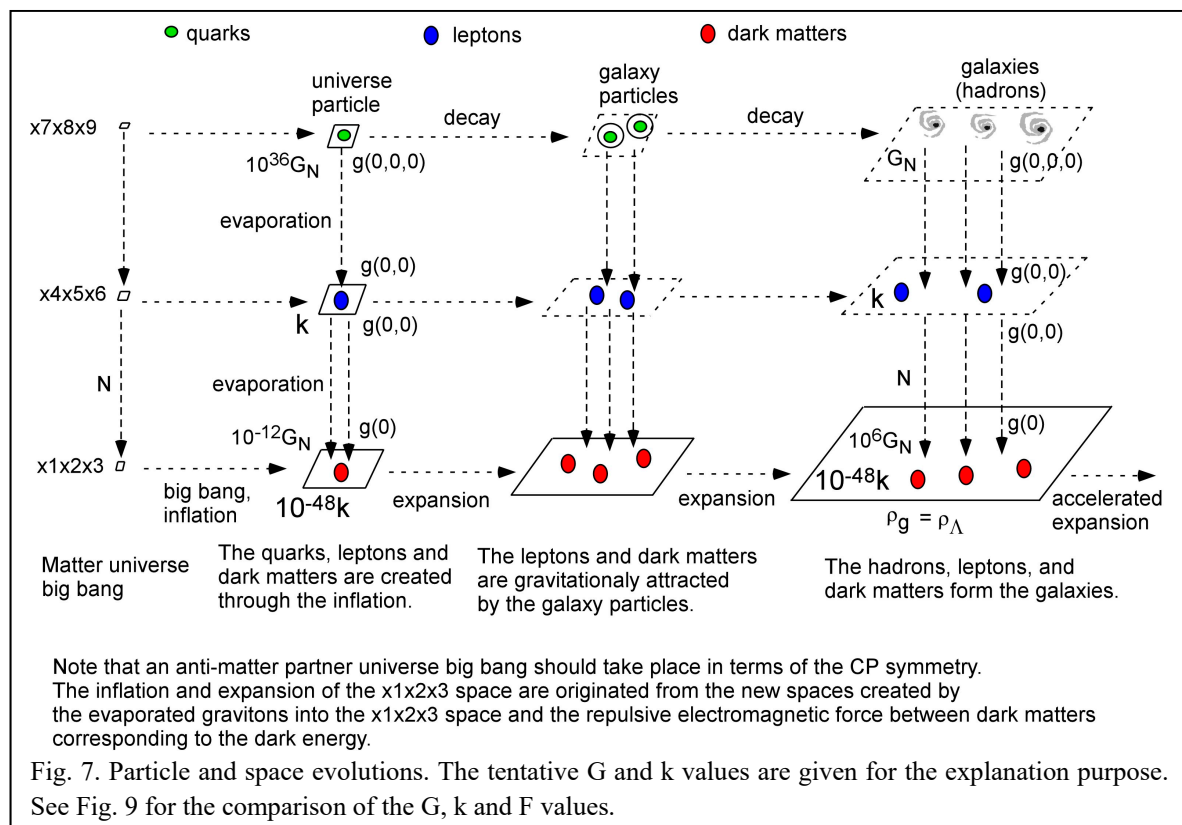 quarks leptons dark matters
universe particle
galaxy particles
galaxies (hadrons)
x7x8x9
decay
decay
10^36G_N
g(0,0,0)
G_N
g(0,0,0)
evaporation
g(0,0)
g(0,0)
x4x5x6
k
g(0,0)
k
g(0,0)
N
evaporation
N
10^-12G_N
g(0)
10^6G_N
g(0)
x1x2x3
big bang, inflation
10^-48k
expansion
expansion
10^-48k
ρ_g = ρ_Λ
accelerated expansion
Matter universe
big bang
The quarks, leptons and
dark matters are created
through the inflation.
The leptons and dark matters
are gravitationaly attracted
by the galaxy particles.
The hadrons, leptons, and
dark matters form the galaxies.
Note that an anti-matter partner universe big bang should take place in terms of the CP symmetry.
The inflation and expansion of the x1x2x3 space are originated from the new spaces created by
the evaporated gravitons into the x1x2x3 space and the repulsive electromagnetic force between dark matters
corresponding to the dark energy.
Fig. 7. Particle and space evolutions. The tentative G and k values are given for the explanation purpose.
See Fig. 9 for the comparison of the G, k and F values.